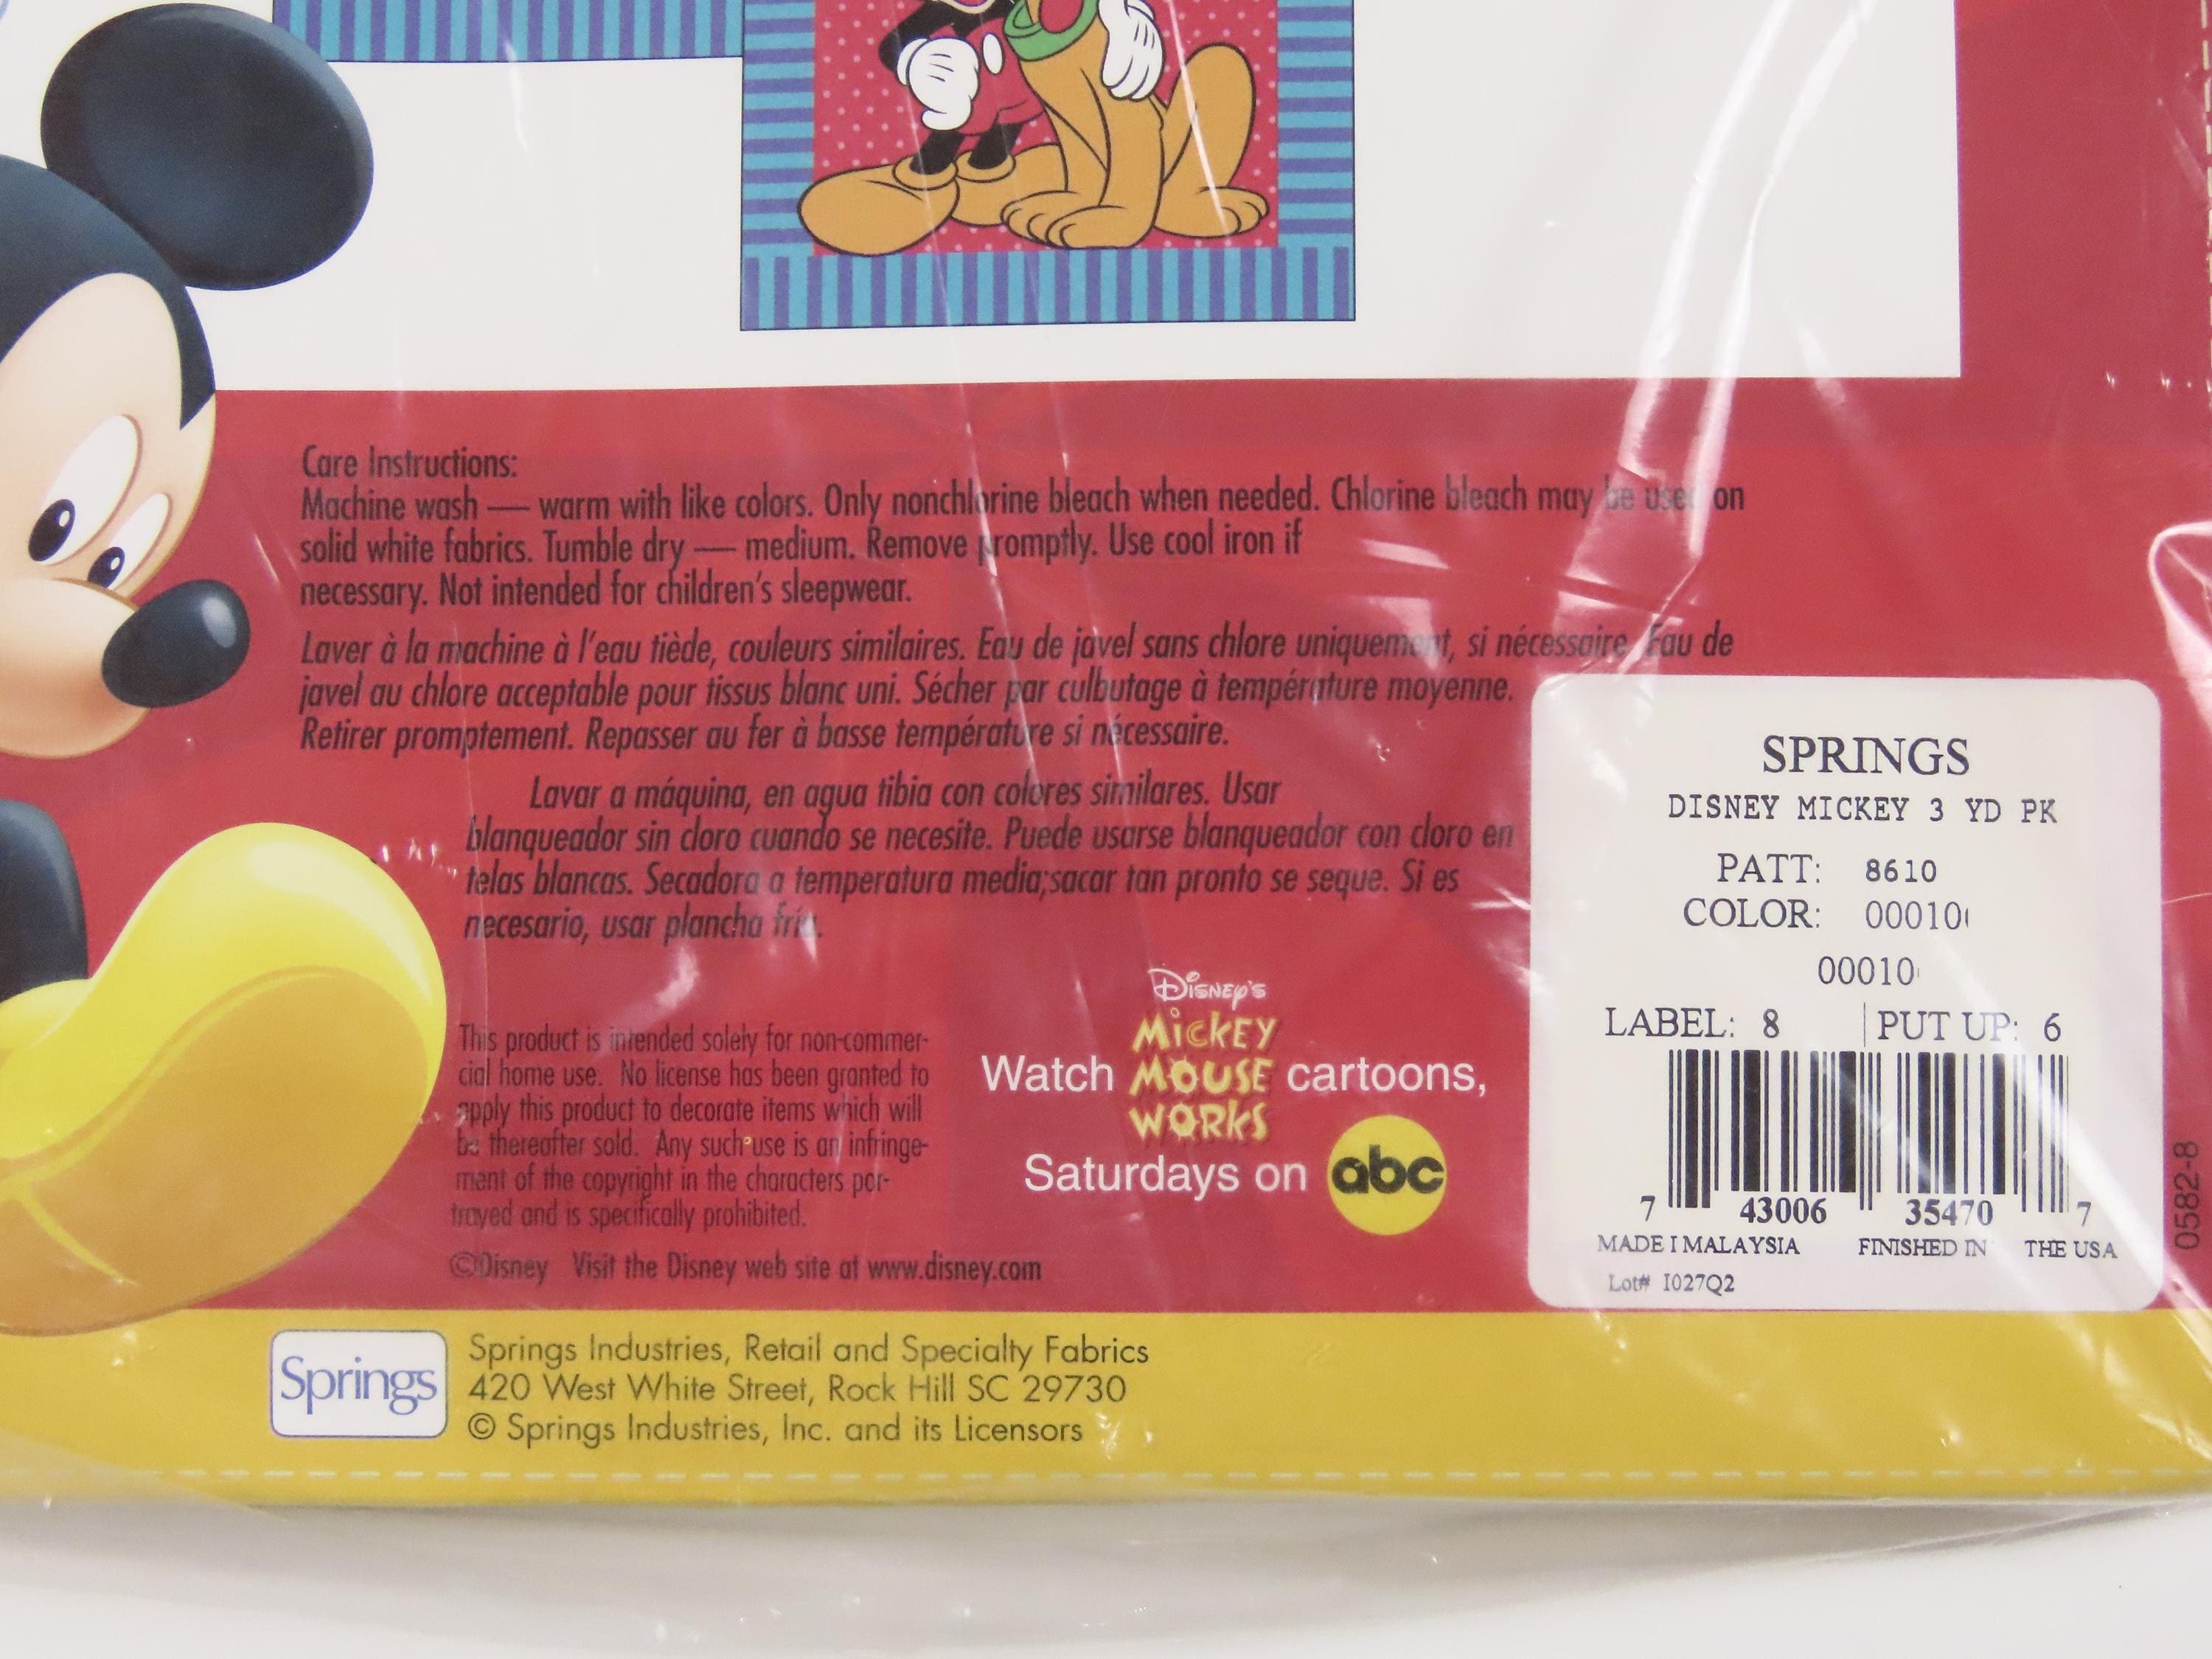 Care Instructions:
Machine wash — warm with like colors. Only nonchlorine bleach when needed. Chlorine bleach may be used on
solid white fabrics. Tumble dry — medium. Remove promptly. Use cool iron if
necessary. Not intended for children's sleepwear.
Laver à la machine à l'eau tiède, couleurs similaires. Eau de javel sans chlore uniquement, si nécessaire. Eau de
javel au chlore acceptable pour tissus blanc uni. Sécher par culbutage à température moyenne.
Retirer promptement. Repasser au fer à basse température si nécessaire.
Lavar a máquina, en agua tibia con colores similares. Usar
blanqueador sin cloro cuando se necesite. Puede usarse blanqueador con cloro en
telas blancas. Secadora a temperatura media;sacar tan pronto se seque. Si es
necesario, usar plancha fría.
This product is intended solely for non-commer-
cial home use. No license has been granted to
apply this product to decorate items which will
be thereafter sold. Any such use is an infringe-
ment of the copyright in the characters por-
trayed and is specifically prohibited.
©Disney Visit the Disney web site at www.disney.com
DISNEY'S
MICKEY
Watch MOUSE cartoons,
WORKS
Saturdays on abc
SPRINGS
DISNEY MICKEY 3 YD PK
PATT: 8610
COLOR: 00010
00010
LABEL: 8 PUT UP: 6
7 43006 35470 7
MADE I MALAYSIA FINISHED IN THE USA
Lot# I027Q2
0582-8
Springs
Springs Industries, Retail and Specialty Fabrics
420 West White Street, Rock Hill SC 29730
© Springs Industries, Inc. and its Licensors